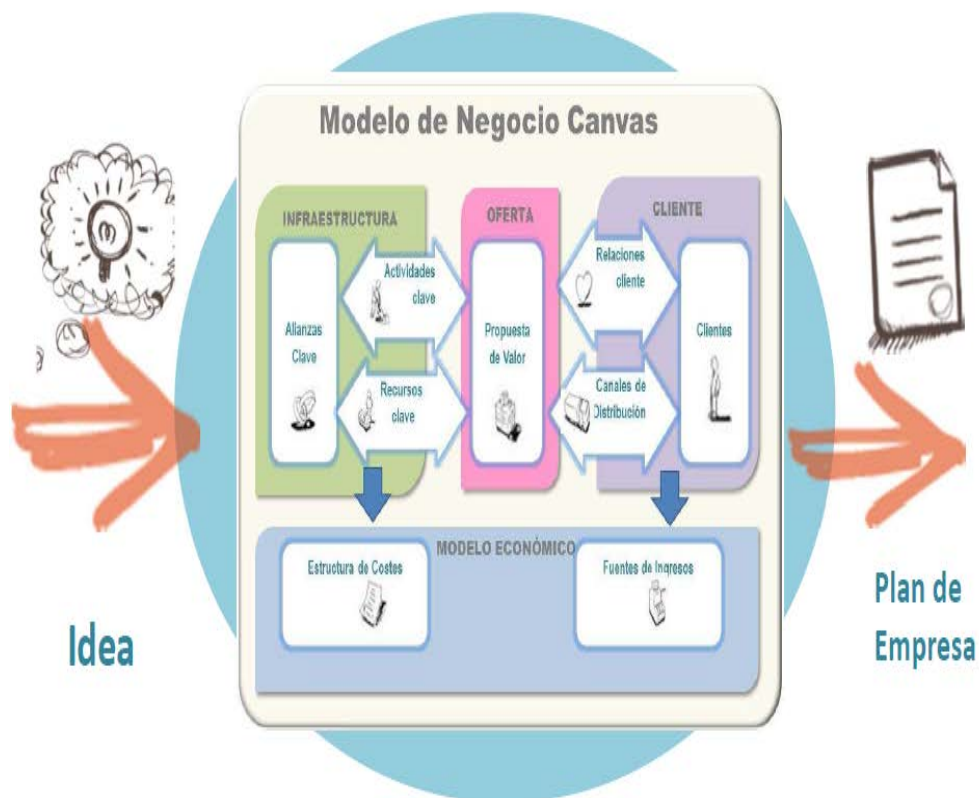 Modelo de Negocio Canvas
INFRAESTRUCTURA
OFERTA
CLIENTE
Actividades
clave
Relaciones
cliente
Alianzas
Clave
Propuesta
de Valor
Clientes
Recursos
clave
Canales de
Distribución
MODELO ECONÓMICO
Estructura de Costes
Fuentes de Ingresos
Idea
Plan de
Empresa